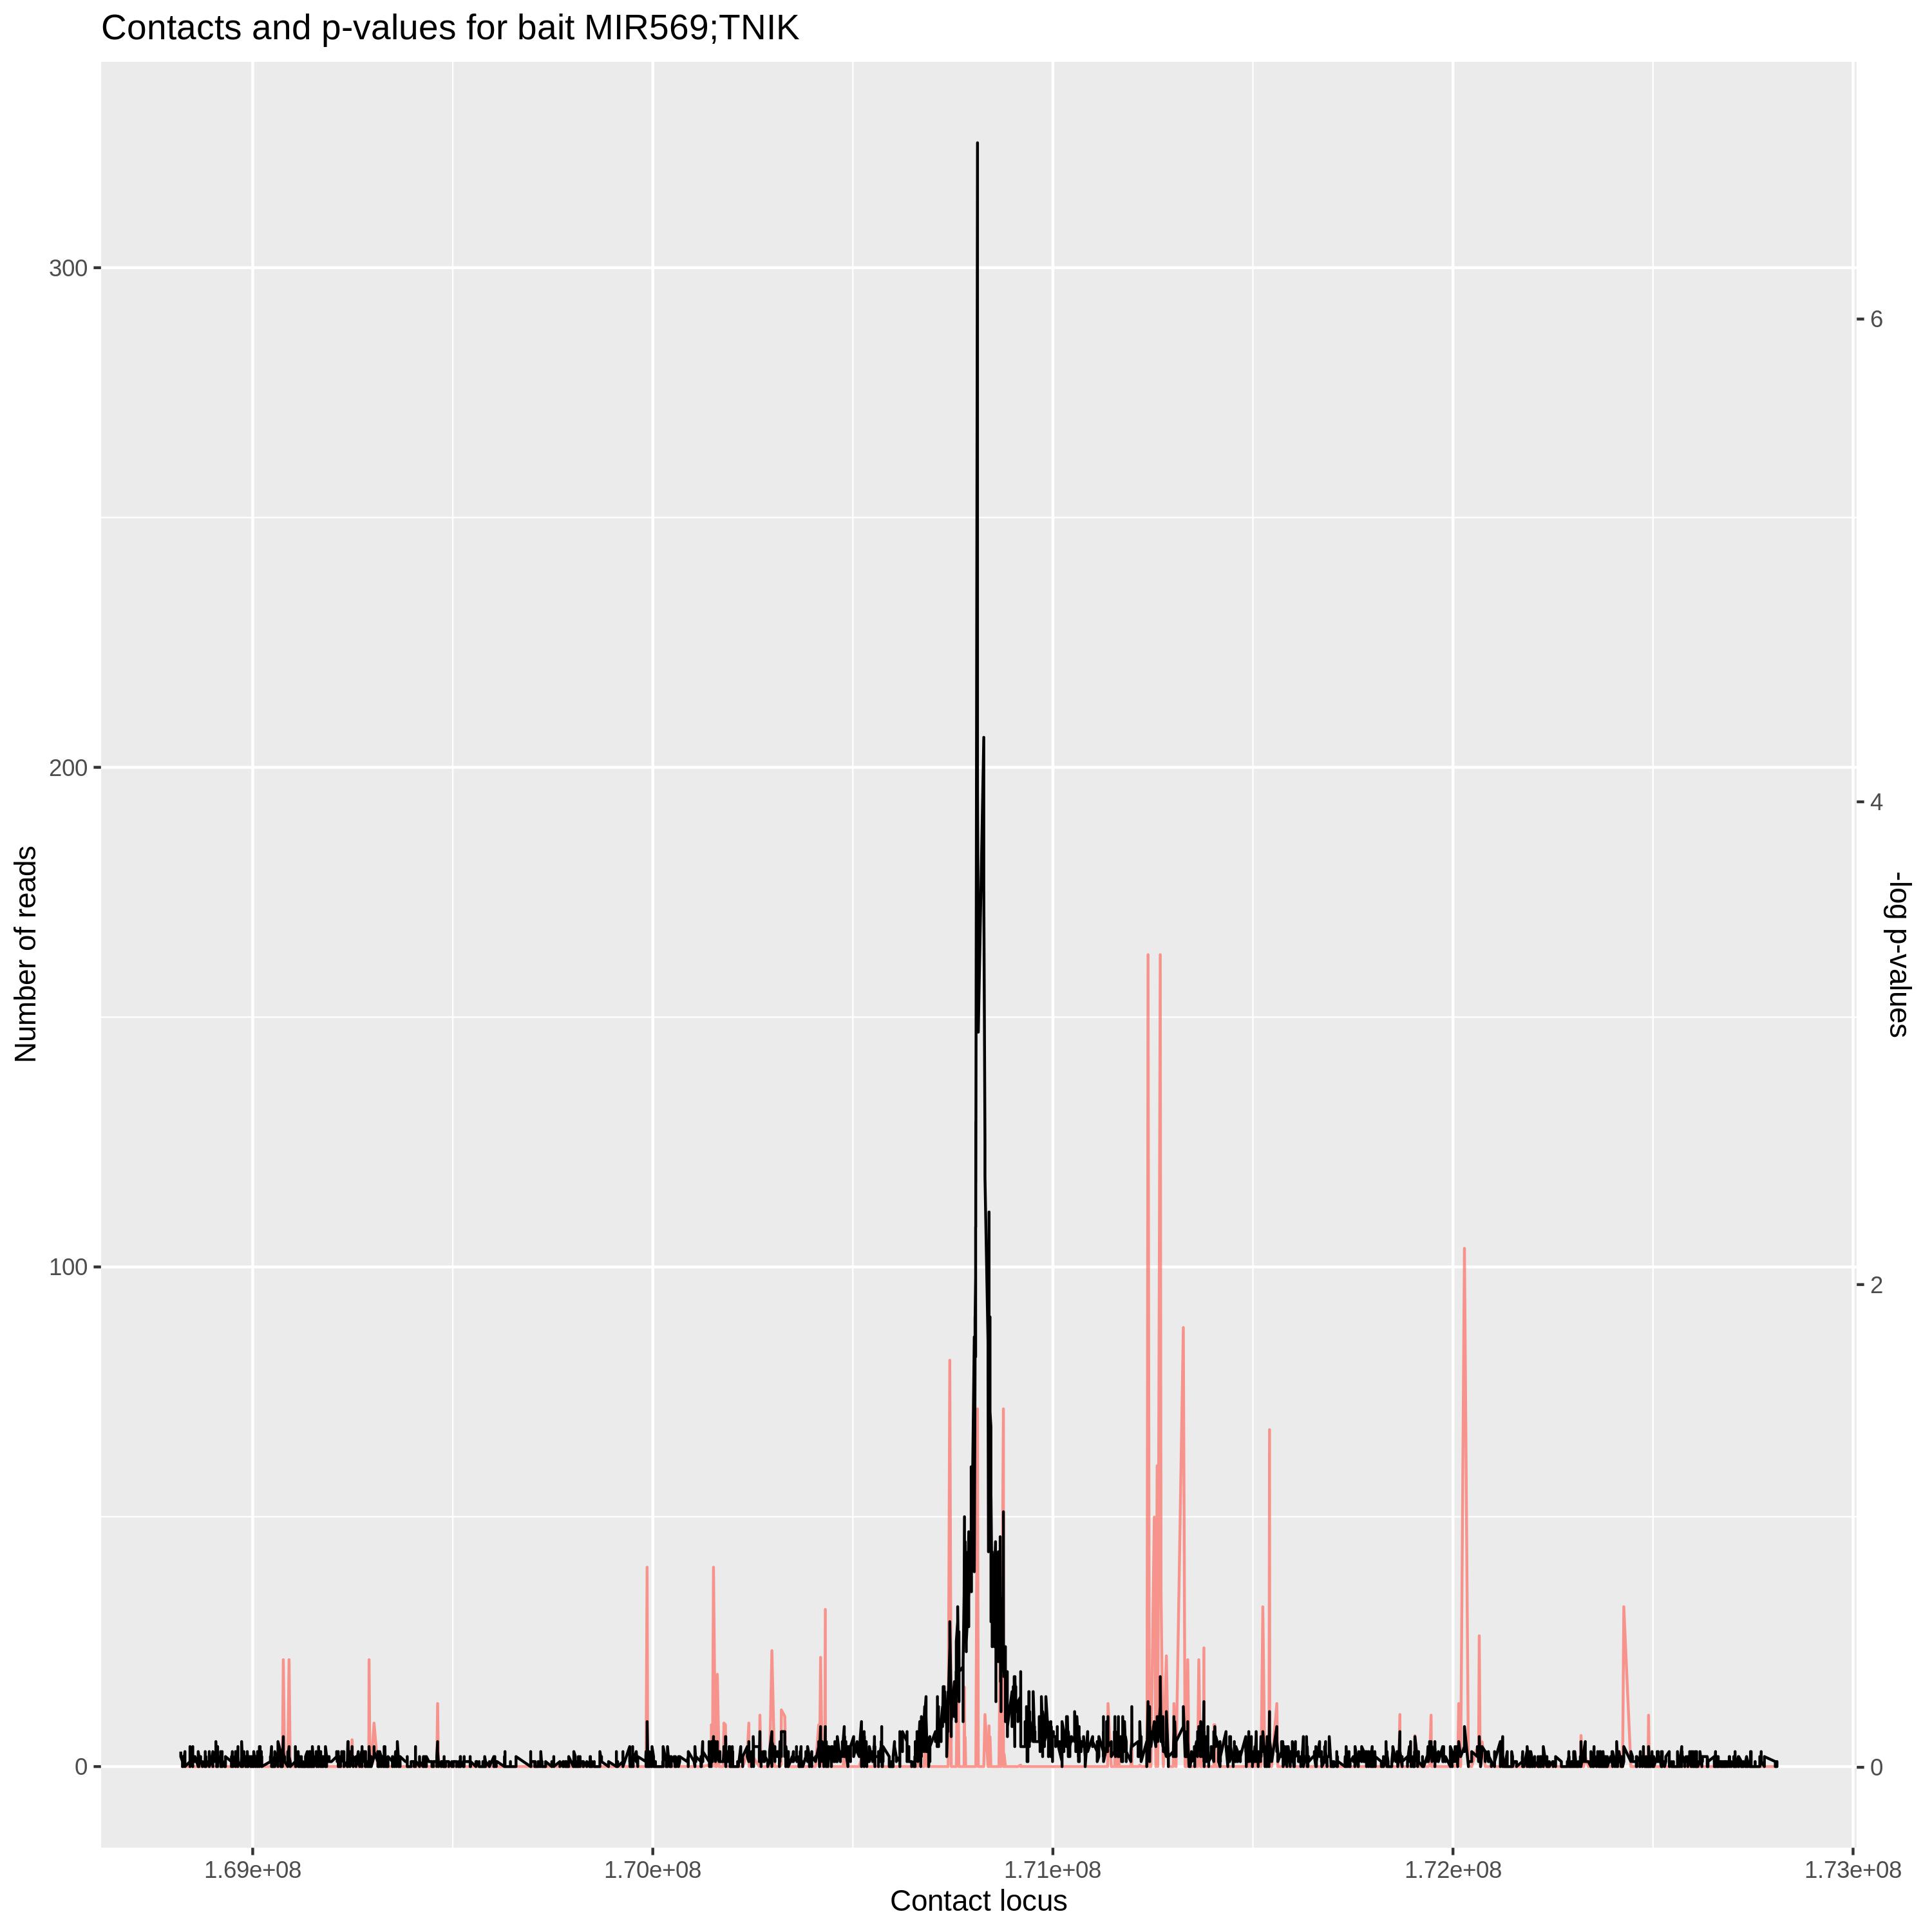 Contacts and p-values for bait MIR569;TNIK
300
200
100
0
Number of reads
6
4
2
0
-log p-values
1.69e+08
1.70e+08
1.71e+08
1.72e+08
1.73e+08
Contact locus